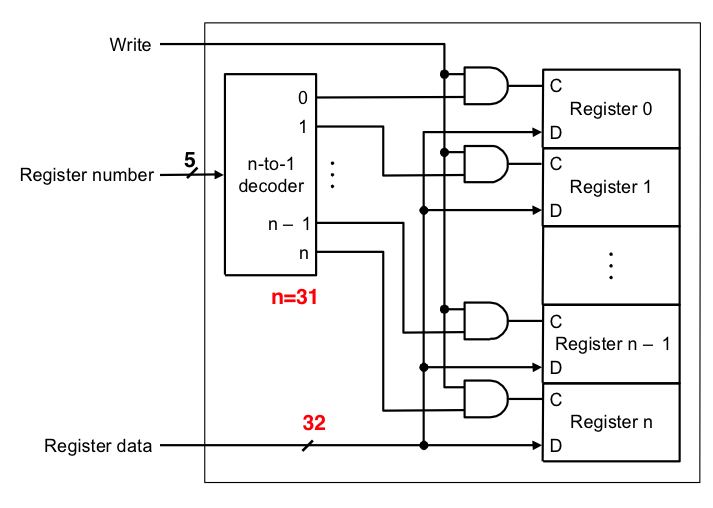 Write
0
1
5
Register number
n-to-1
decoder
n – 1
n
n=31
32
Register data
C
Register 0
D
C
Register 1
D
C
Register n – 1
D
C
Register n
D